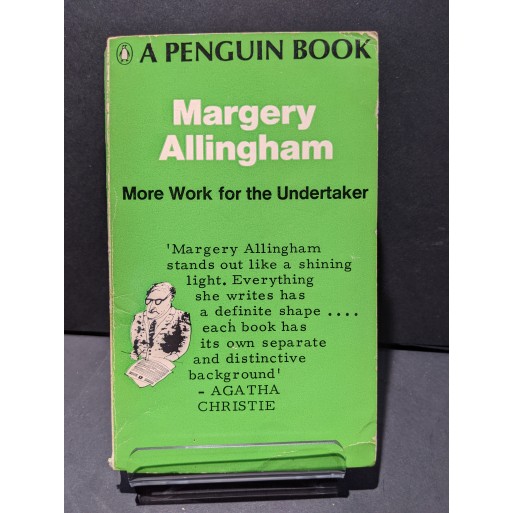 A PENGUIN BOOK
Margery
Allingham
More Work for the Undertaker
'Margery Allingham
stands out like a shining
light. Everything
she writes has
a definite shape ....
each book has
its own separate
and distinctive
background'
- AGATHA
CHRISTIE